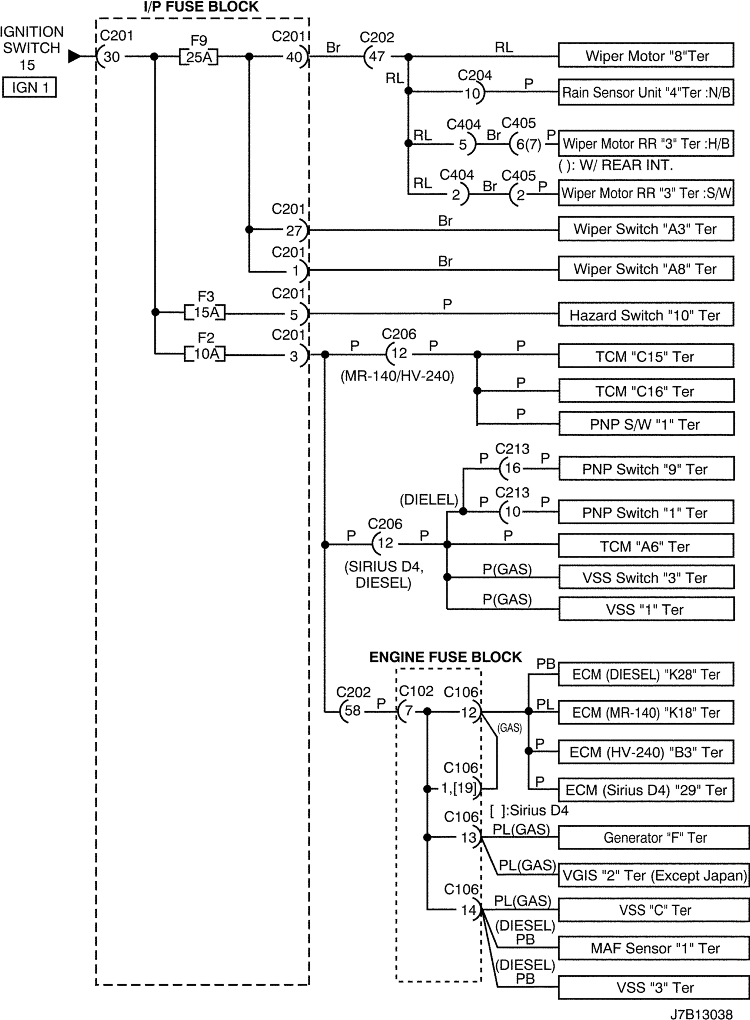 I/P FUSE BLOCK
IGNITION
SWITCH
15
IGN 1
C201
30
F9
25A
C201
40
Br
C202
47
RL
Wiper Motor "8"Ter
RL
C204
10
P
Rain Sensor Unit "4"Ter :N/B
RL
C404
5
Br
C405
6(7)
P
Wiper Motor RR "3" Ter :H/B
( ): W/ REAR INT.
RL
C404
2
Br
C405
2
P
Wiper Motor RR "3" Ter :S/W
C201
27
Br
Wiper Switch "A3" Ter
C201
1
Br
Wiper Switch "A8" Ter
F3
15A
C201
5
P
Hazard Switch "10" Ter
F2
10A
C201
3
P
C206
12
P
(MR-140/HV-240)
P
TCM "C15" Ter
P
TCM "C16" Ter
P
PNP S/W "1" Ter
P
C213
16
P
PNP Switch "9" Ter
(DIELEL)
P
C213
10
P
PNP Switch "1" Ter
P
C206
12
P
(SIRIUS D4,
DIESEL)
P
TCM "A6" Ter
P(GAS)
VSS Switch "3" Ter
P(GAS)
VSS "1" Ter
ENGINE FUSE BLOCK
C202
58
P
C102
7
C106
12
(GAS)
PB
ECM (DIESEL) "K28" Ter
PL
ECM (MR-140) "K18" Ter
P
ECM (HV-240) "B3" Ter
C106
1,[19]
P
ECM (Sirius D4) "29" Ter
[ ]:Sirius D4
C106
13
PL(GAS)
Generator "F" Ter
PL(GAS)
VGIS "2" Ter (Except Japan)
C106
14
PL(GAS)
VSS "C" Ter
(DIESEL)
PB
MAF Sensor "1" Ter
(DIESEL)
PB
VSS "3" Ter
J7B13038